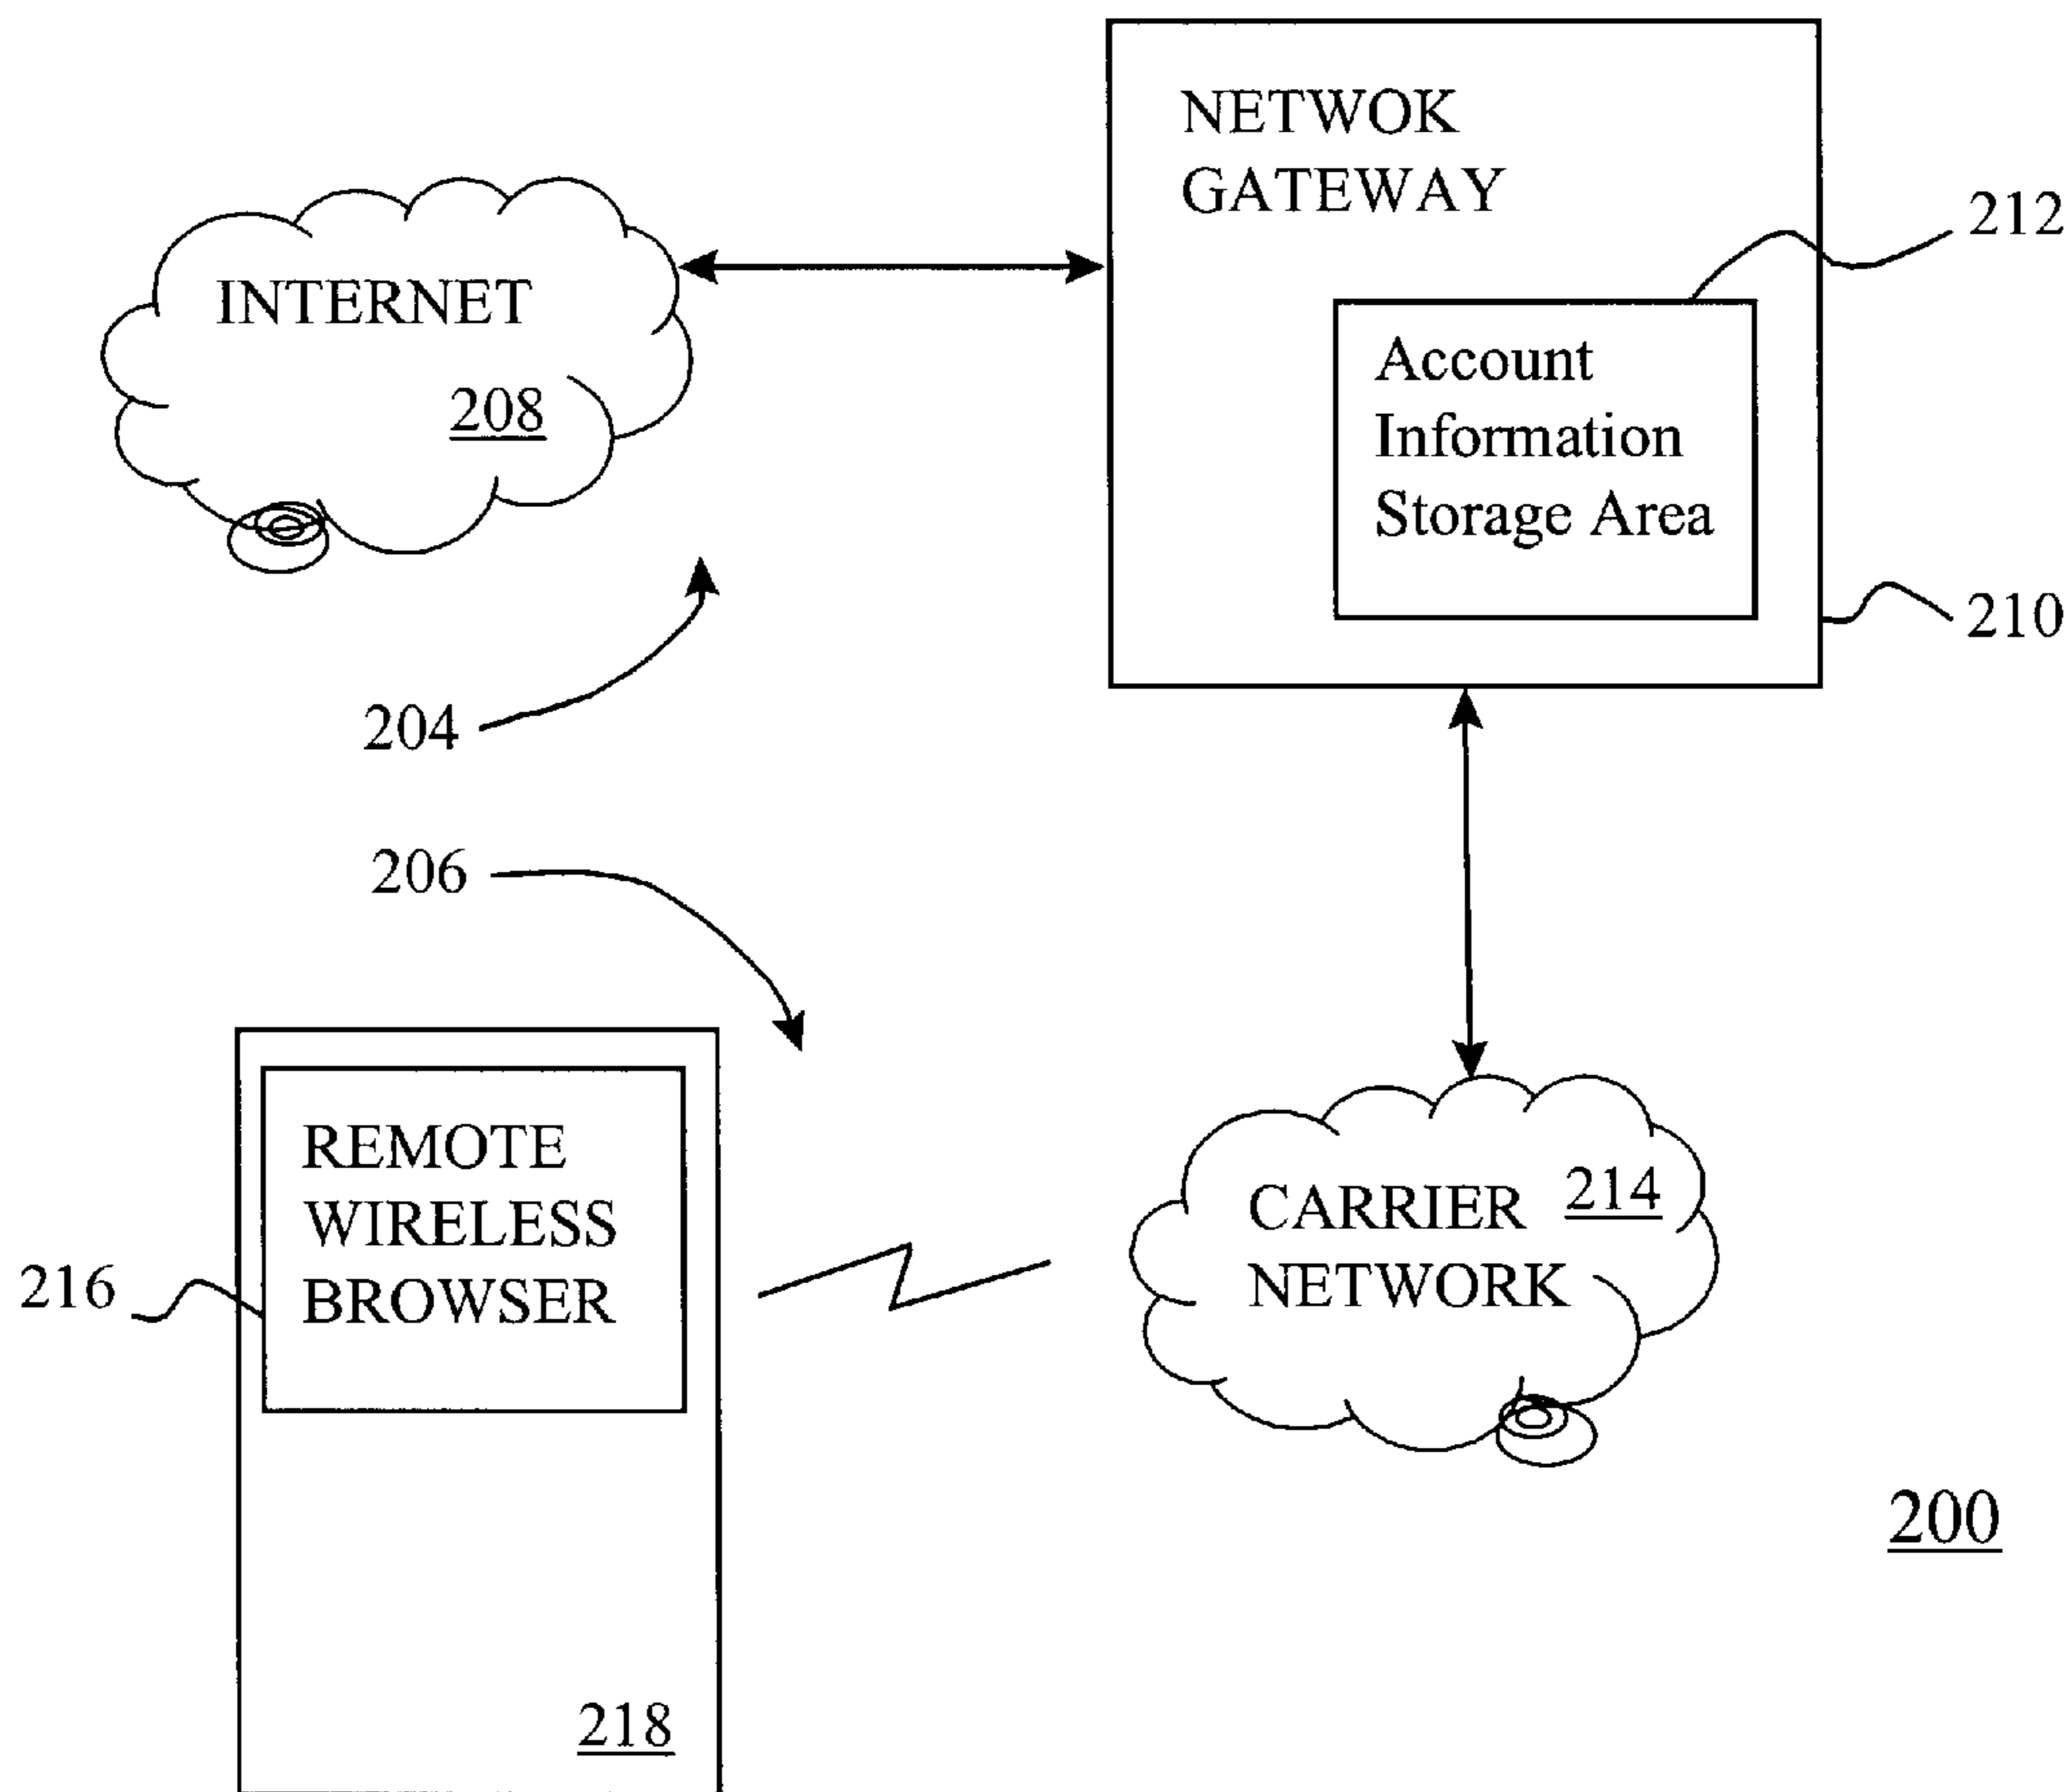 NETWOK
GATEWAY
212
INTERNET
208
Account
Information
Storage Area
210
204
206
REMOTE
WIRELESS
BROWSER
216
CARRIER 214
NETWORK
200
218